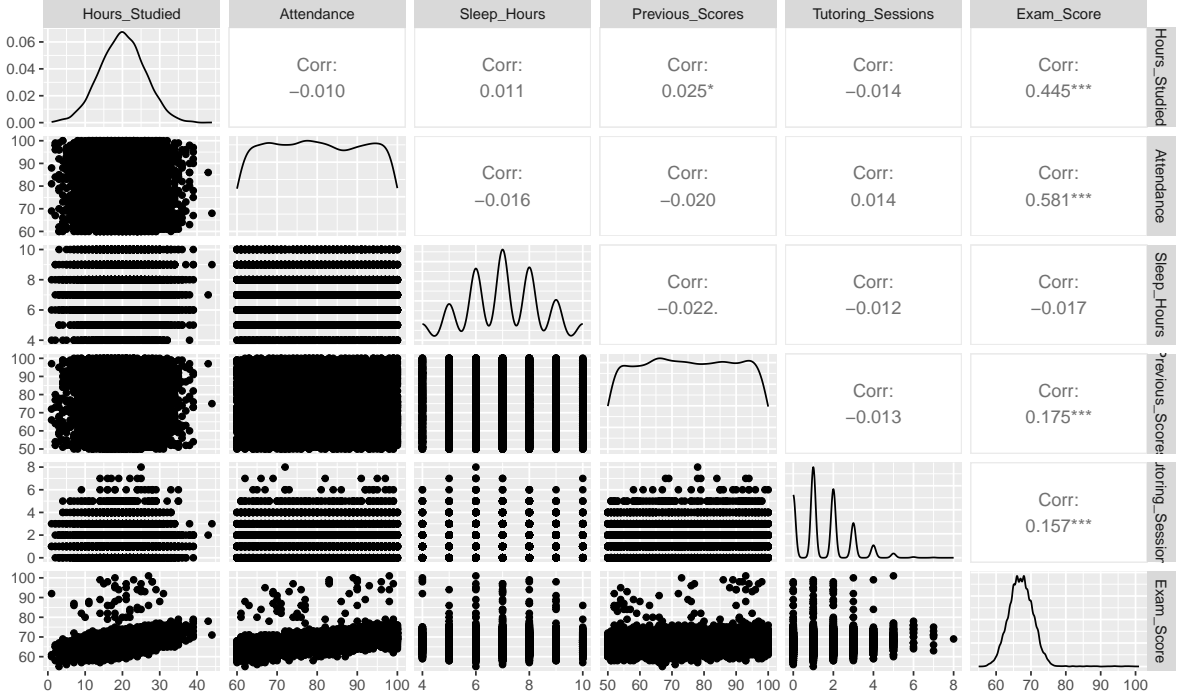 Hours_Studied Attendance Sleep_Hours Previous_Scores Tutoring_Sessions Exam_Score
0.06
0.04
0.02
0.00
Corr:
−0.010
Corr:
0.011
Corr:
0.025*
Corr:
−0.014
Corr:
0.445***
Hours_Studied
100
90
80
70
60
Corr:
−0.016
Corr:
−0.020
Corr:
0.014
Corr:
0.581***
Attendance
10
8
6
4
Corr:
−0.022.
Corr:
−0.012
Corr:
−0.017
Sleep_Hours
100
90
80
70
60
50
Corr:
−0.013
Corr:
0.175***
Previous_Scores
8
6
4
2
0
Corr:
0.157***
utoring_Session
100
90
80
70
60
Exam_Score
0 10 20 30 40 60 70 80 90 100 4 6 8 10 50 60 70 80 90 100 0 2 4 6 8 60 70 80 90 100